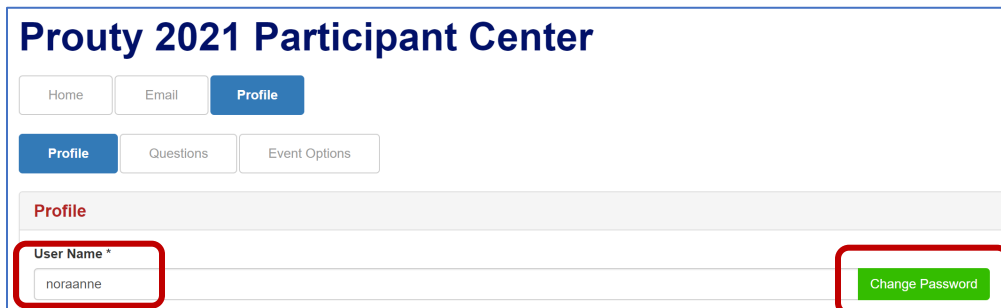 Prouty 2021 Participant Center
Home Email Profile
Profile Questions Event Options
Profile
User Name *
noraanne Change Password